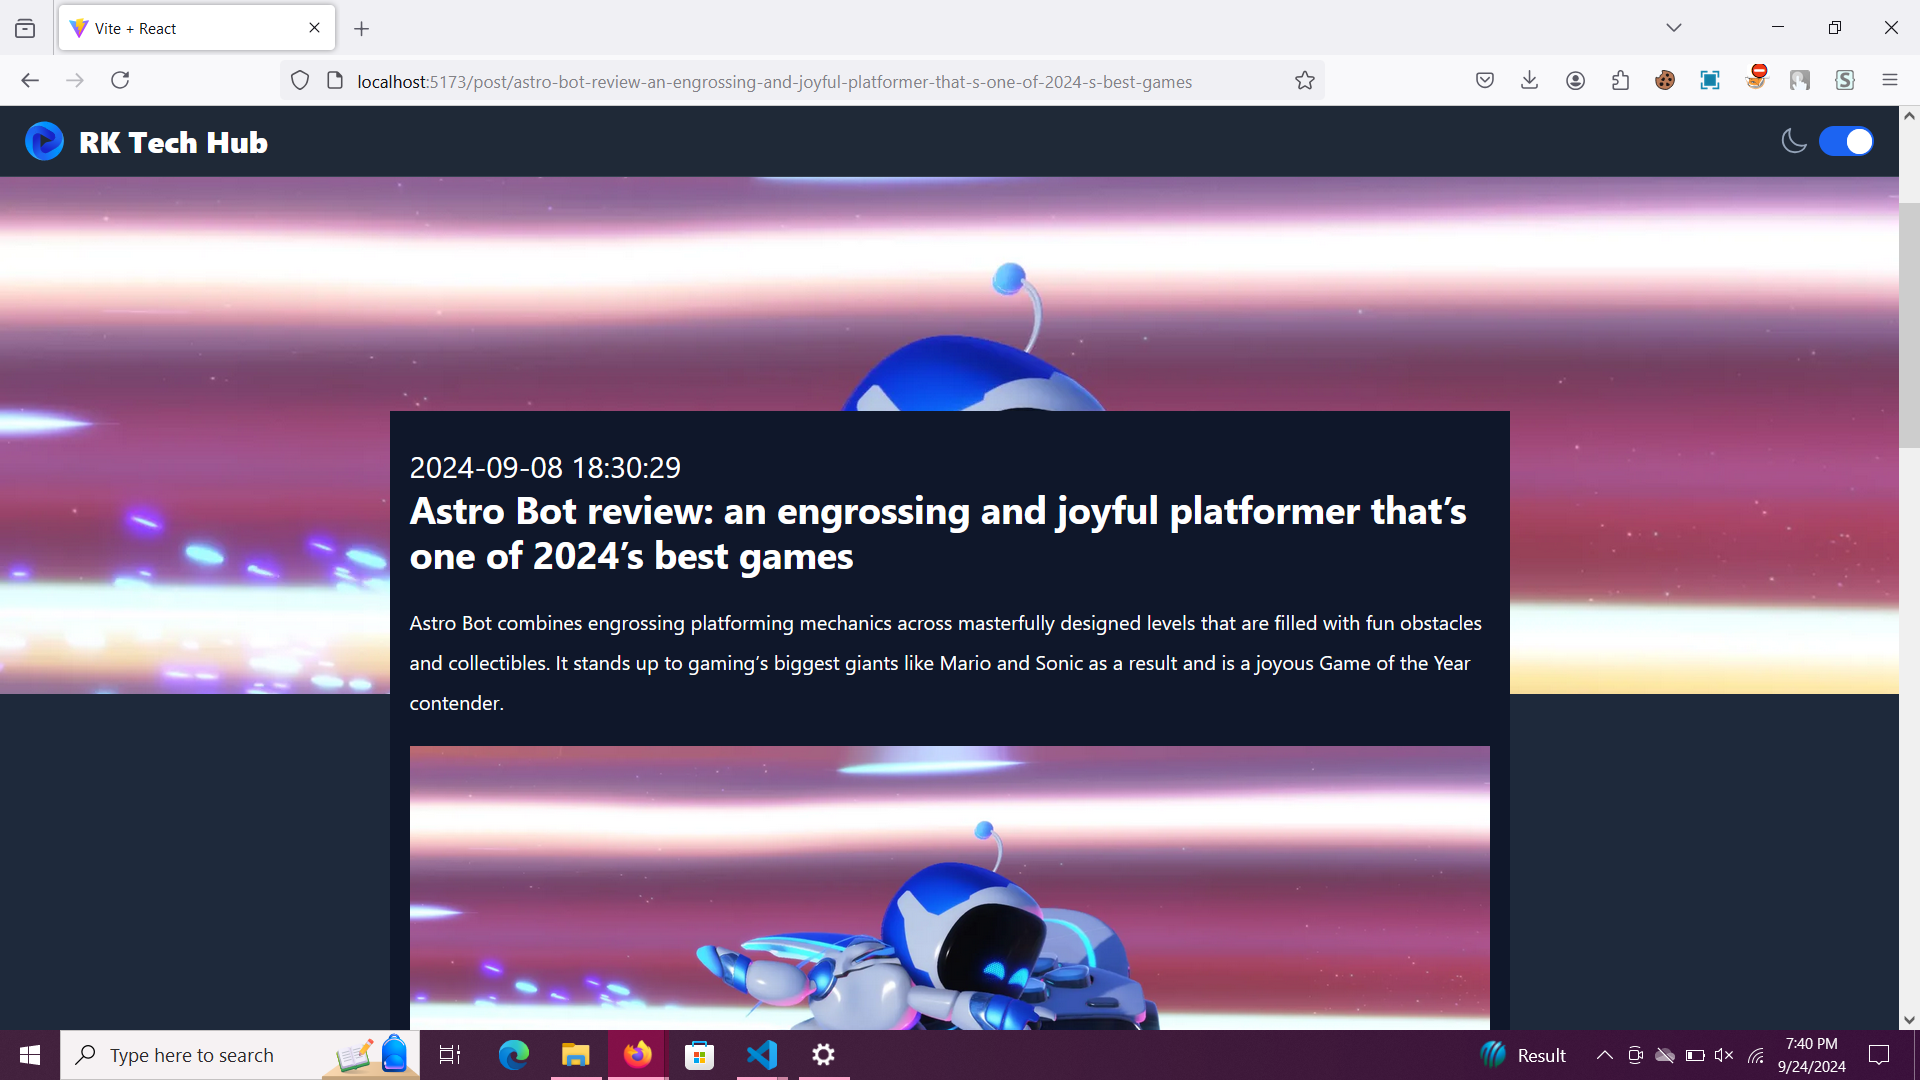 Vite + React
localhost:5173/post/astro-bot-review-an-engrossing-and-joyful-platformer-that-s-one-of-2024-s-best-games
RK Tech Hub
2024-09-08 18:30:29
Astro Bot review: an engrossing and joyful platformer that’s
one of 2024’s best games
Astro Bot combines engrossing platforming mechanics across masterfully designed levels that are filled with fun obstacles
and collectibles. It stands up to gaming’s biggest giants like Mario and Sonic as a result and is a joyous Game of the Year
contender.
Type here to search
Result
7:40 PM
9/24/2024